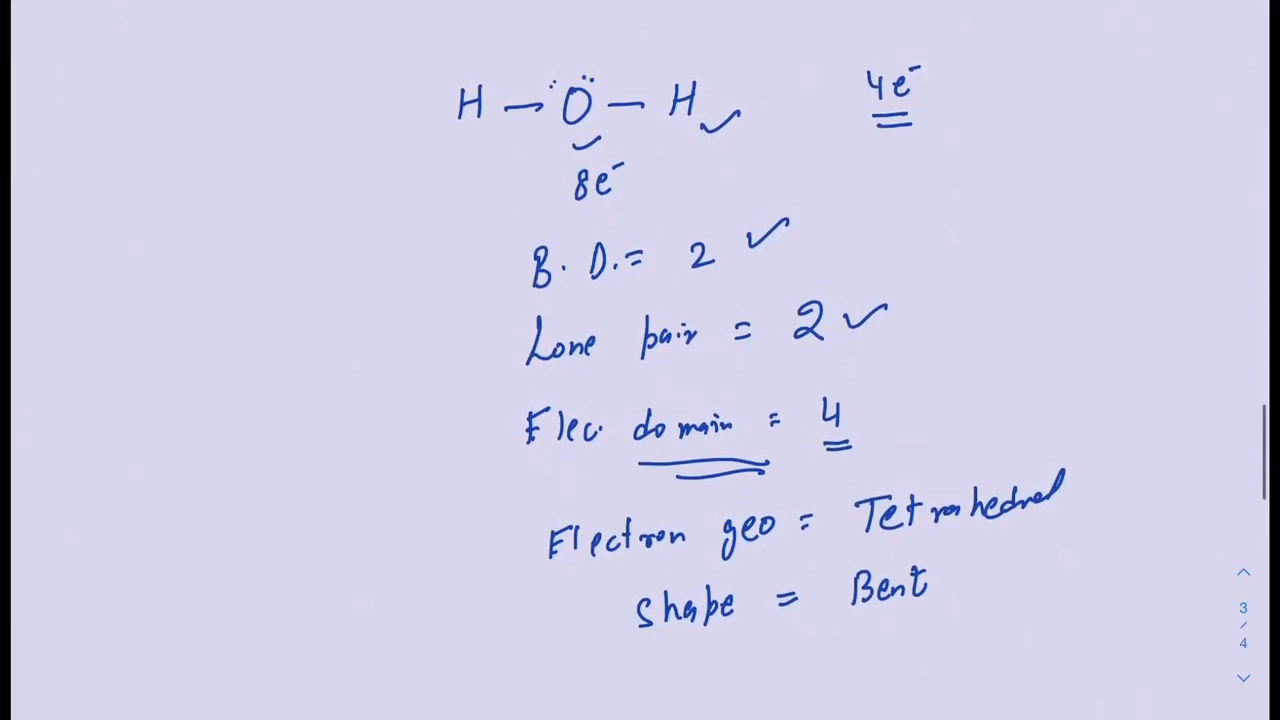 H — Ö — H 4e⁻
8e⁻
B. D. = 2
Lone pair = 2
Elec. domain = 4
Electron geo = Tetrahedral
Shape = Bent
3
/
4